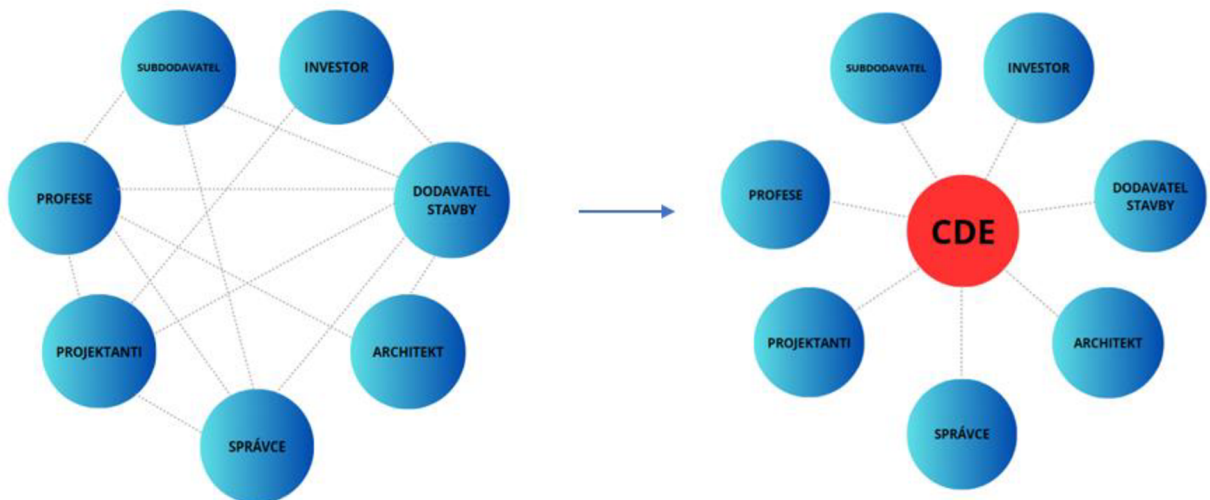 SUBDODAVATEL
INVESTOR
PROFESE
DODAVATEL
STAVBY
PROJEKTANTI
ARCHITEKT
SPRÁVCE
SUBDODAVATEL
INVESTOR
PROFESE
CDE
DODAVATEL
STAVBY
PROJEKTANTI
ARCHITEKT
SPRÁVCE